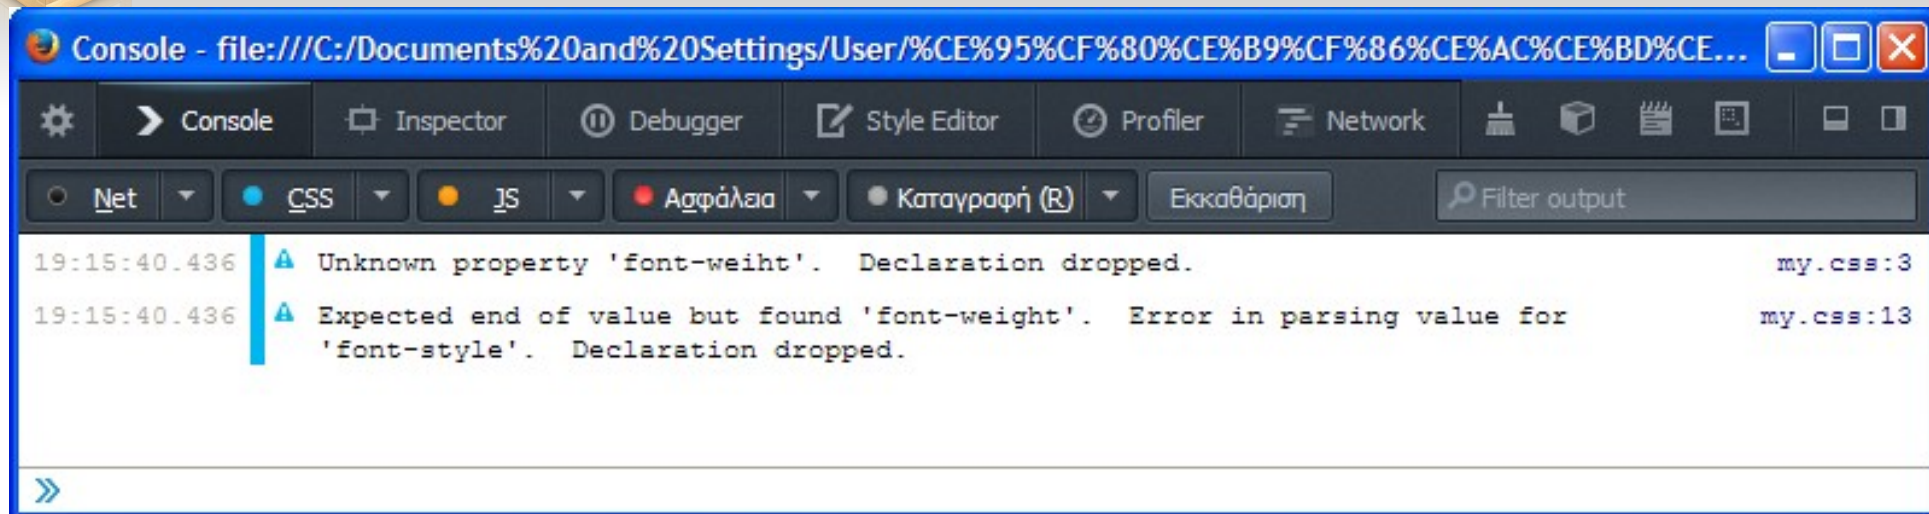 Console - file:///C:/Documents%20and%20Settings/User/%CE%95%CF%80%CE%B9%CF%86%CE%AC%CE%BD%CE...
Console Inspector Debugger Style Editor Profiler Network
Net CSS JS Ασφάλεια Καταγραφή (R) Εκκαθάριση Filter output
19:15:40.436 Unknown property 'font-weiht'. Declaration dropped. my.css:3
19:15:40.436 Expected end of value but found 'font-weight'. Error in parsing value for my.css:13
'font-style'. Declaration dropped.